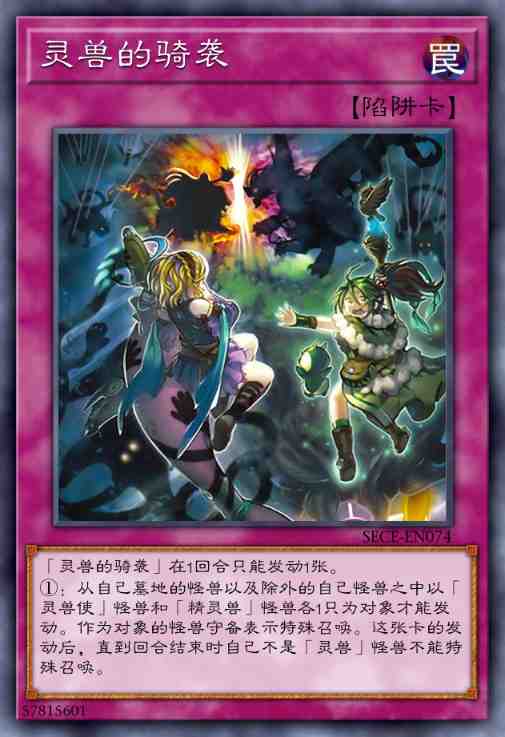 灵兽的骑袭
罠
【陷阱卡】
SECE-EN074
「灵兽的骑袭」在1回合只能发动1张。
①：从自己墓地的怪兽以及除外的自己怪兽之中以「
灵兽使」怪兽和「精灵兽」怪兽各1只为对象才能发
动。作为对象的怪兽守备表示特殊召唤。这张卡的发
动后，直到回合结束时自己不是「灵兽」怪兽不能特
殊召唤。
57815601